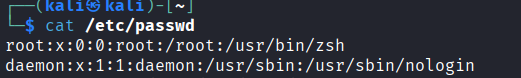 ┌──(kali㉿kali)-[~]
└─$ cat /etc/passwd
root:x:0:0:root:/root:/usr/bin/zsh
daemon:x:1:1:daemon:/usr/sbin:/usr/sbin/nologin